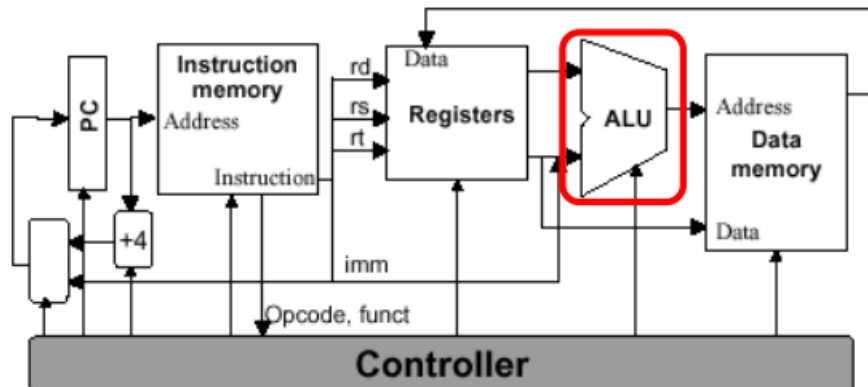 PC
Instruction
memory
Address
Instruction
+4
rd
rs
rt
imm
Opcode, funct
Data
Registers
ALU
Address
Data
memory
Data
Controller